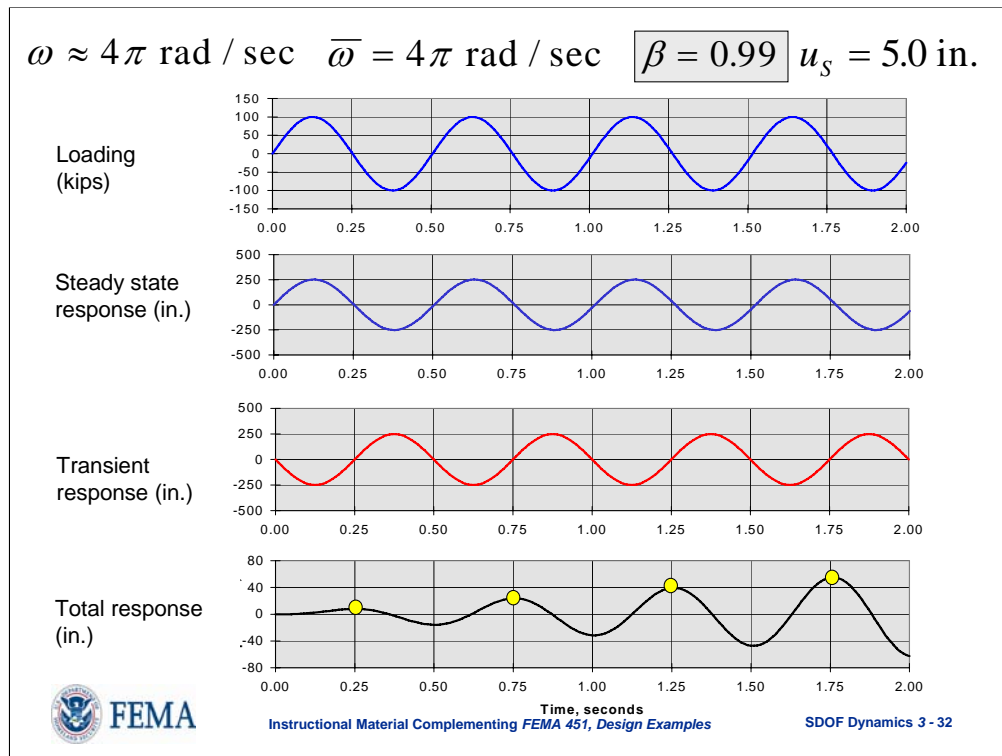 ω ≈ 4π rad / sec ω̅ = 4π rad / sec β = 0.99 u_S = 5.0 in.
Loading
(kips)
150
100
50
0
-50
-100
-150
0.00 0.25 0.50 0.75 1.00 1.25 1.50 1.75 2.00
Steady state
response (in.)
500
250
0
-250
-500
0.00 0.25 0.50 0.75 1.00 1.25 1.50 1.75 2.00
Transient
response (in.)
500
250
0
-250
-500
0.00 0.25 0.50 0.75 1.00 1.25 1.50 1.75 2.00
Total response
(in.)
80
40
0
-40
-80
0.00 0.25 0.50 0.75 1.00 1.25 1.50 1.75 2.00
Time, seconds
FEMA
Instructional Material Complementing FEMA 451, Design Examples
SDOF Dynamics 3 - 32